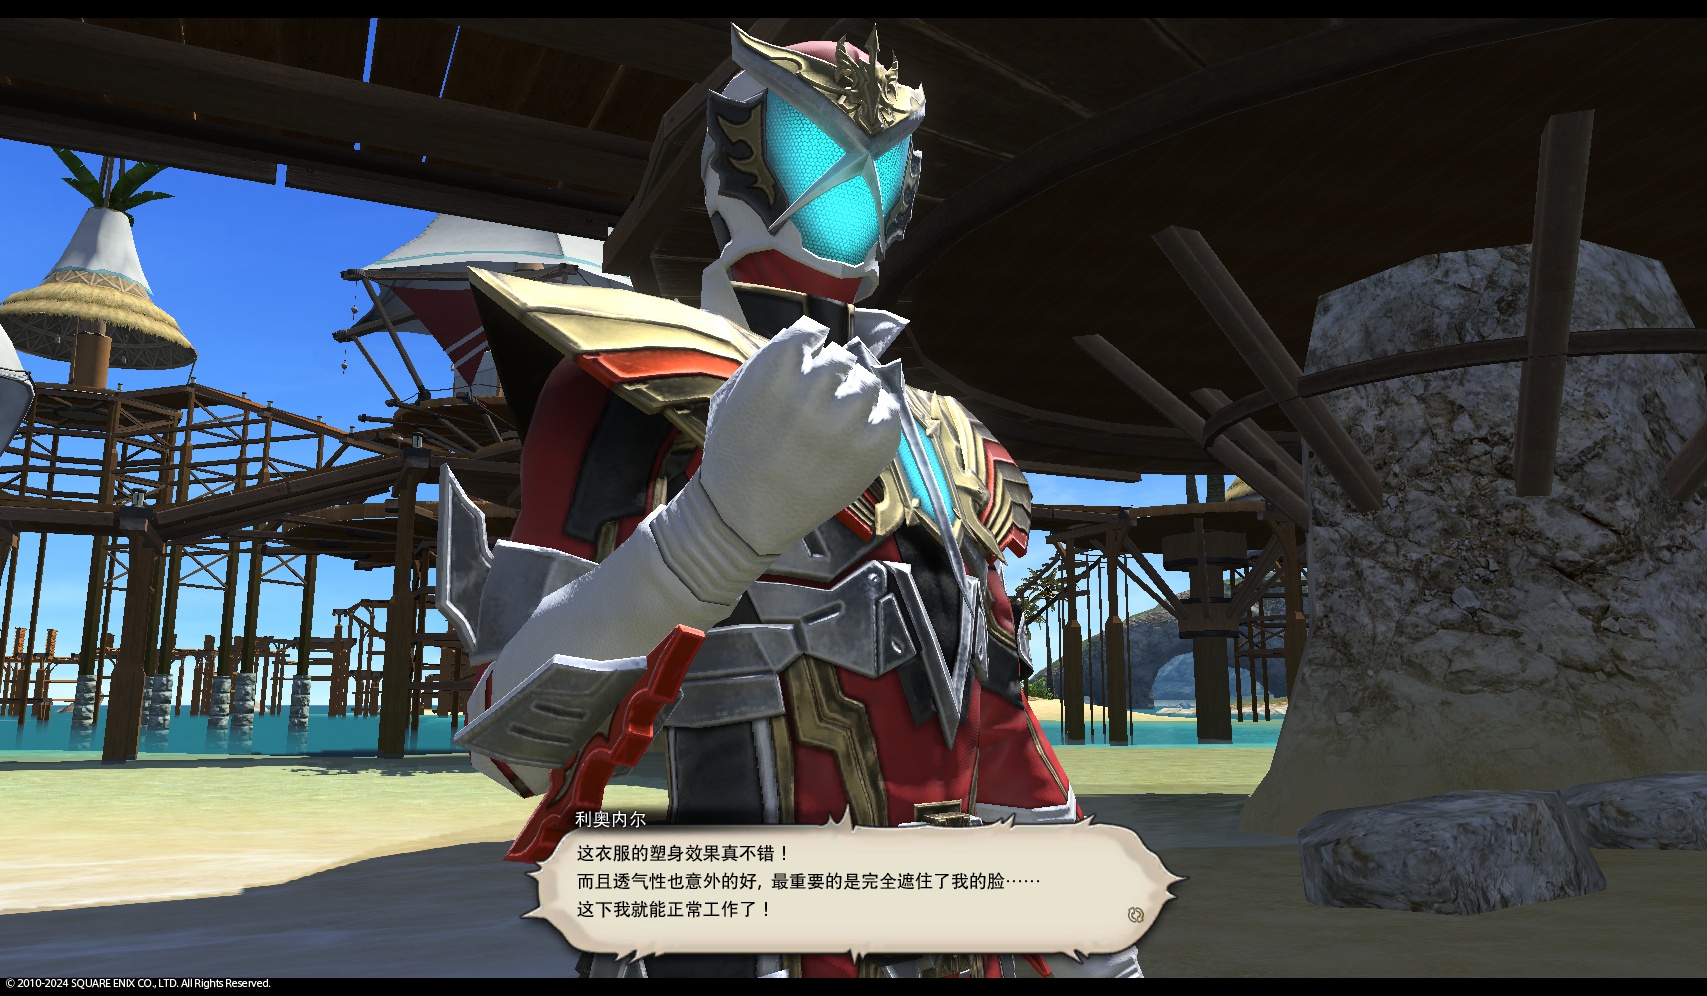 利奥内尔
这衣服的塑身效果真不错！
而且透气性也意外的好，最重要的是完全遮住了我的脸……
这下我就能正常工作了！
© 2010-2024 SQUARE ENIX CO., LTD. All Rights Reserved.